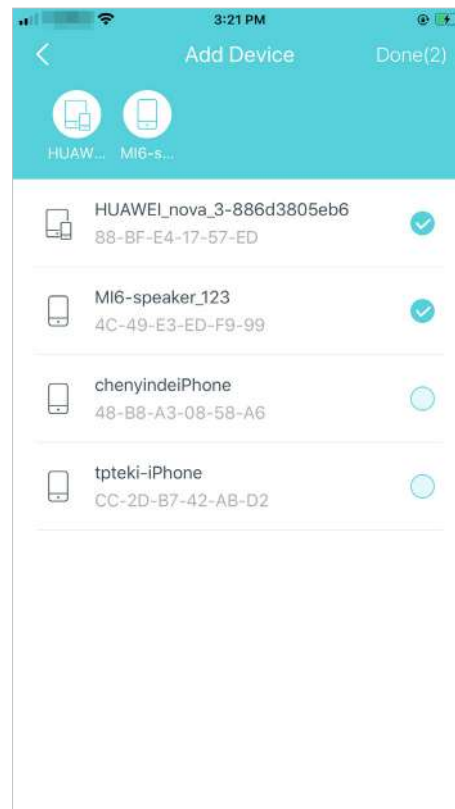 3:21 PM
Add Device
Done(2)
HUAW... MI6-s...
HUAWEI_nova_3-886d3805eb6
88-BF-E4-17-57-ED
MI6-speaker_123
4C-49-E3-ED-F9-99
chenyindeiPhone
48-B8-A3-08-58-A6
tpteki-iPhone
CC-2D-B7-42-AB-D2